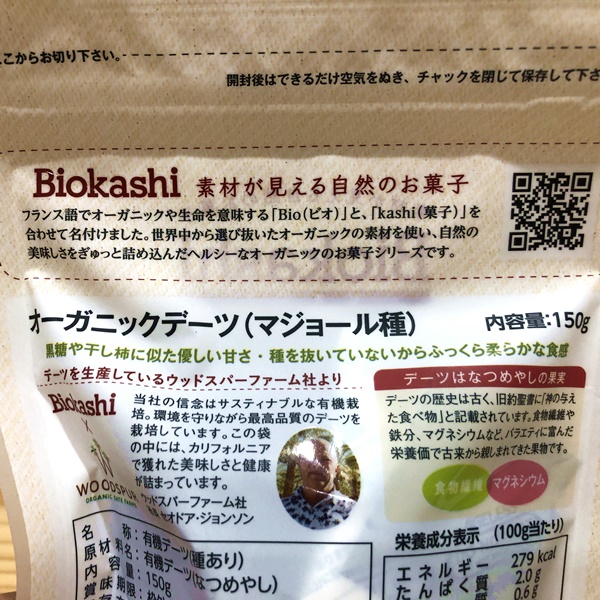 ここからお切り下さい。
開封後はできるだけ空気をぬき、チャックを閉じて保存して下さ
Biokashi 素材が見える自然のお菓子
フランス語でオーガニックや生命を意味する「Bio(ビオ)」と、「kashi(菓子)」を
合わせて名付けました。世界中から選び抜いたオーガニックの素材を使い、自然の
美味しさをぎゅっと詰め込んだヘルシーなオーガニックのお菓子シリーズです。
オーガニックデーツ(マジョール種) 内容量:150g
黒糖や干し柿に似た優しい甘さ・種を抜いていないからふっくら柔らかな食感
デーツを生産しているウッドスパーファーム社より
Biokashi
×
WOODSPUR
ORGANIC DATE FARMS
当社の信念はサスティナブルな有機栽
培。環境を守りながら最高品質のデーツを
栽培しています。この袋
の中には、カリフォルニア
で獲れた美味しさと健康
が詰まっています。
ウッドスパーファーム社
セオドア・ジョンソン
デーツはなつめやしの果実
デーツの歴史は古く、旧約聖書に「神の与え
た食べ物」と記載されています。食物繊維や
鉄分、マグネシウムなど、バラエティに富んだ
栄養価で古来から親しまれてきた果物です。
食物繊維 マグネシウム
名称:有機デーツ(種あり)
原材料名:有機デーツ(なつめやし)
内容量:150g
賞味期限:枠外
栄養成分表示 (100g当たり)
エネルギー 279 kcal
たんぱく質 2.0 g
0.6 g